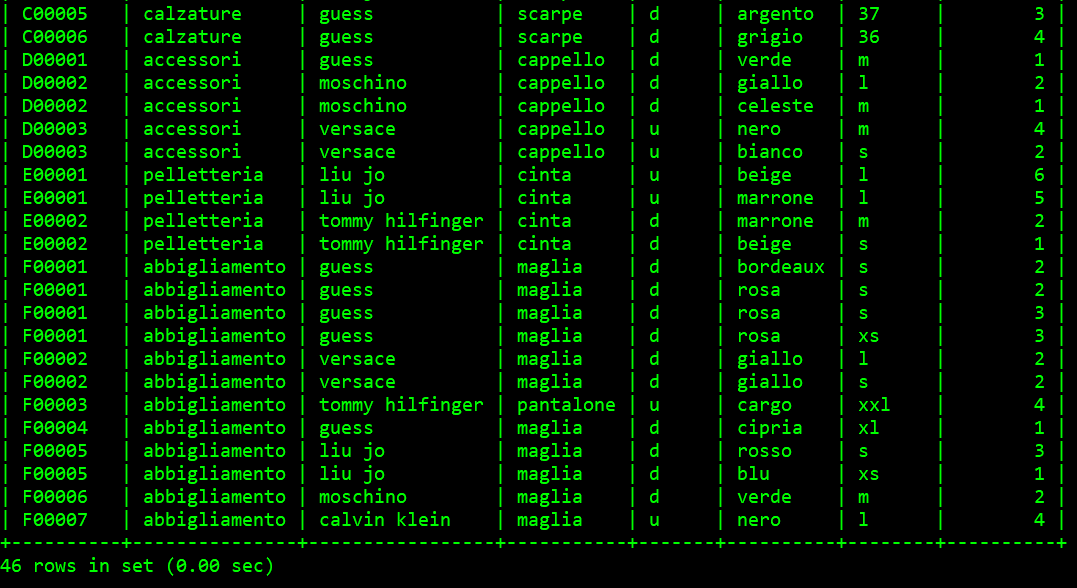 | C00005   | calzature     | guess           | scarpe    | d     | argento  | 37     |        3 |
| C00006   | calzature     | guess           | scarpe    | d     | grigio   | 36     |        4 |
| D00001   | accessori     | guess           | cappello  | d     | verde    | m      |        1 |
| D00002   | accessori     | moschino        | cappello  | d     | giallo   | l      |        2 |
| D00002   | accessori     | moschino        | cappello  | d     | celeste  | m      |        1 |
| D00003   | accessori     | versace         | cappello  | u     | nero     | m      |        4 |
| D00003   | accessori     | versace         | cappello  | u     | bianco   | s      |        2 |
| E00001   | pelletteria   | liu jo          | cinta     | u     | beige    | l      |        6 |
| E00001   | pelletteria   | liu jo          | cinta     | u     | marrone  | l      |        5 |
| E00002   | pelletteria   | tommy hilfinger | cinta     | u     | marrone  | m      |        2 |
| E00002   | pelletteria   | tommy hilfinger | cinta     | u     | beige    | s      |        1 |
| F00001   | abbigliamento | guess           | maglia    | d     | bordeaux | s      |        2 |
| F00001   | abbigliamento | guess           | maglia    | d     | rosa     | s      |        2 |
| F00001   | abbigliamento | guess           | maglia    | d     | rosa     | s      |        3 |
| F00001   | abbigliamento | guess           | maglia    | d     | rosa     | xs     |        3 |
| F00002   | abbigliamento | versace         | maglia    | d     | giallo   | l      |        2 |
| F00002   | abbigliamento | versace         | maglia    | d     | giallo   | s      |        2 |
| F00003   | abbigliamento | tommy hilfinger | pantalone | u     | cargo    | xxl    |        4 |
| F00004   | abbigliamento | guess           | maglia    | d     | cipria   | xl     |        1 |
| F00005   | abbigliamento | liu jo          | maglia    | d     | rosso    | s      |        3 |
| F00005   | abbigliamento | liu jo          | maglia    | d     | blu      | xs     |        1 |
| F00006   | abbigliamento | moschino        | maglia    | d     | verde    | m      |        2 |
| F00007   | abbigliamento | calvin klein    | maglia    | u     | nero     | l      |        4 |
+----------+---------------+-----------------+-----------+-------+----------+--------+----------+
46 rows in set (0.00 sec)